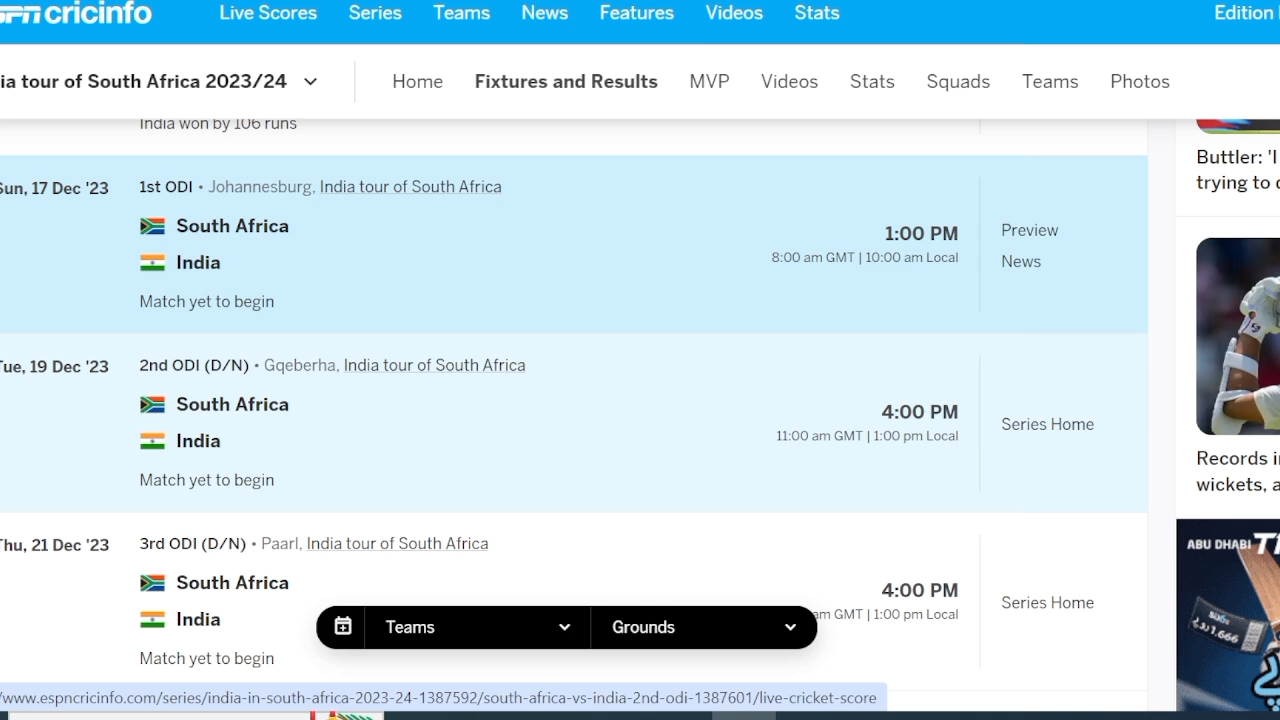 ESPN cricinfo
Live Scores Series Teams News Features Videos Stats Edition
ia tour of South Africa 2023/24
Home Fixtures and Results MVP Videos Stats Squads Teams Photos
India won by 106 runs
Sun, 17 Dec '23
1st ODI • Johannesburg, India tour of South Africa
South Africa
India
Match yet to begin
1:00 PM
8:00 am GMT | 10:00 am Local
Preview
News
Tue, 19 Dec '23
2nd ODI (D/N) • Gqeberha, India tour of South Africa
South Africa
India
Match yet to begin
4:00 PM
11:00 am GMT | 1:00 pm Local
Series Home
Thu, 21 Dec '23
3rd ODI (D/N) • Paarl, India tour of South Africa
South Africa
India
Match yet to begin
4:00 PM
am GMT | 1:00 pm Local
Series Home
Teams
Grounds
Buttler: 'I
trying to
Records i
wickets, a
ABU DHABI T1
/www.espncricinfo.com/series/india-in-south-africa-2023-24-1387592/south-africa-vs-india-2nd-odi-1387601/live-cricket-score